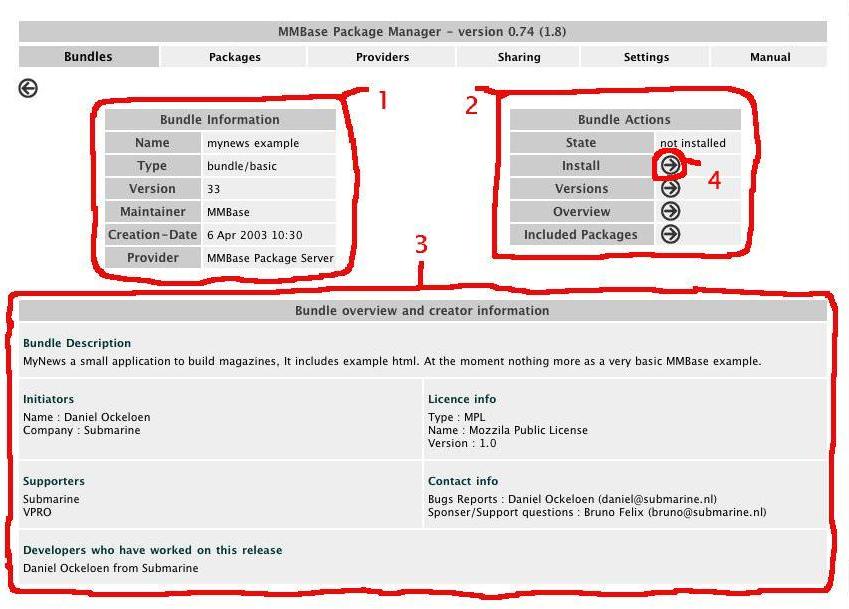 MMBase Package Manager - version 0.74 (1.8)
Bundles Packages Providers Sharing Settings Manual
1
2
Bundle Information
Name mynews example
Type bundle/basic
Version 33
Maintainer MMBase
Creation-Date 6 Apr 2003 10:30
Provider MMBase Package Server
Bundle Actions
State not installed
Install
4
Versions
Overview
Included Packages
3
Bundle overview and creator information
Bundle Description
MyNews a small application to build magazines, It includes example html. At the moment nothing more as a very basic MMBase example.
Initiators
Name : Daniel Ockeloen
Company : Submarine
Licence info
Type : MPL
Name : Mozzila Public License
Version : 1.0
Supporters
Submarine
VPRO
Contact info
Bugs Reports : Daniel Ockeloen (daniel@submarine.nl)
Sponser/Support questions : Bruno Felix (bruno@submarine.nl)
Developers who have worked on this release
Daniel Ockeloen from Submarine